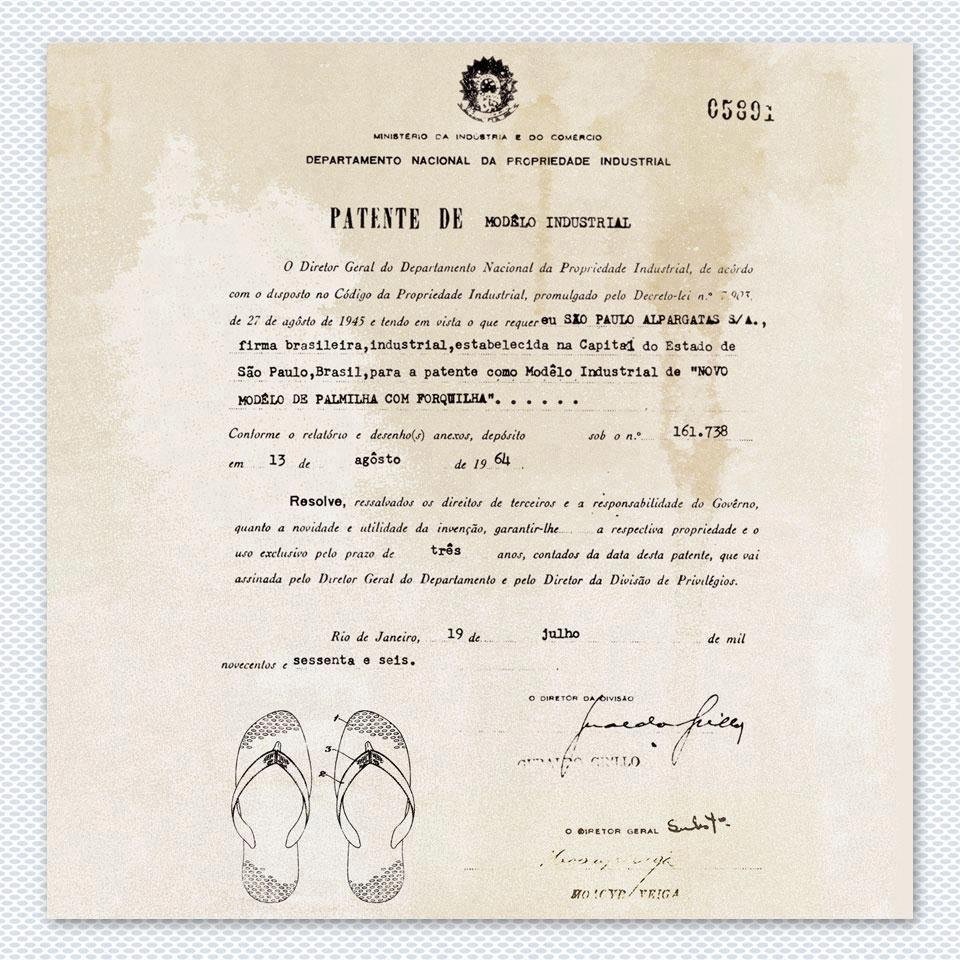 05891
MINISTÉRIO DA INDÚSTRIA E DO COMÉRCIO
DEPARTAMENTO NACIONAL DA PROPRIEDADE INDUSTRIAL
PATENTE DE MODÊLO INDUSTRIAL
O Diretor Geral do Departamento Nacional da Propriedade Industrial, de acôrdo
com o disposto no Código da Propriedade Industrial, promulgado pelo Decreto-lei n.º 7.903,
de 27 de agôsto de 1945 e tendo em vista o que requereu SÃO PAULO ALPARGATAS S/A.,
firma brasileira,industrial,estabelecida na Capital do Estado de
São Paulo,Brasil,para a patente como Modêlo Industrial de "NOVO
MODÊLO DE PALMILHA COM FORQUILHA". . . . . .
Conforme o relatório e desenho(s) anexos, depósito sob o n.º 161.738
em 13 de agôsto de 19 64.
Resolve, ressalvados os direitos de terceiros e a responsabilidade do Govêrno,
quanto a novidade e utilidade da invenção, garantir-lhe a respectiva propriedade e o
uso exclusivo pelo prazo de três anos, contados da data desta patente, que vai
assinada pelo Diretor Geral do Departamento e pelo Diretor da Divisão de Privilégios.
Rio de Janeiro, 19 de julho de mil
novecentos e sessenta e seis.
O DIRETOR DA DIVISÃO
Geraldo Grillo
GERALDO GRILLO
O DIRETOR GERAL Substo
MOACYR VEIGA
1
3
2